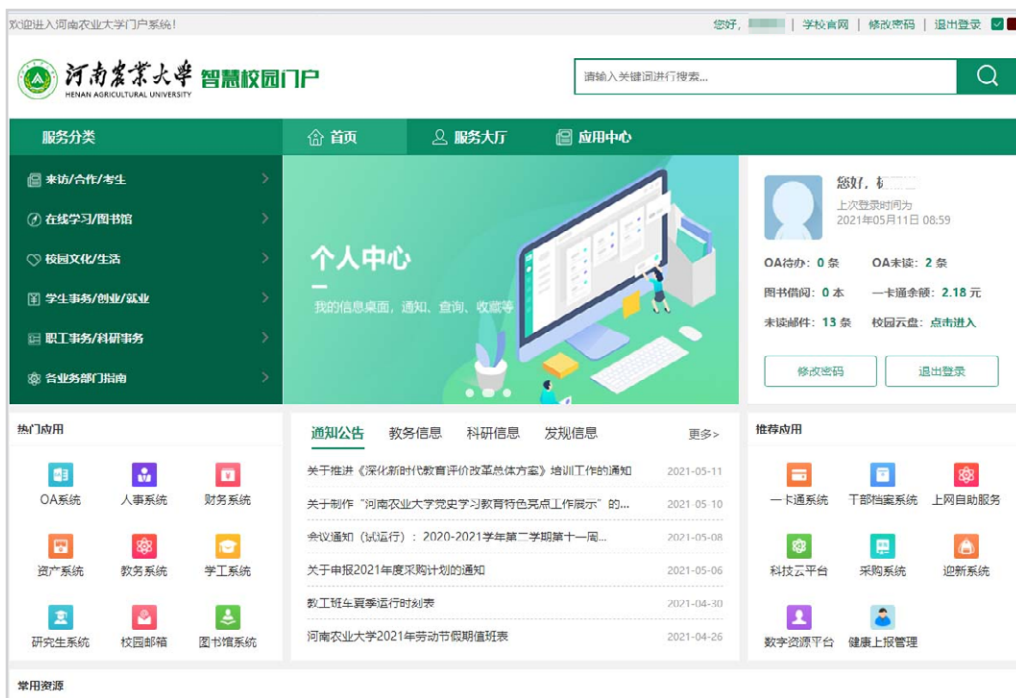 欢迎进入河南农业大学门户系统!
您好, | 学校官网 | 修改密码 | 退出登录
河南农业大学 智慧校园门户
HENAN AGRICULTURAL UNIVERSITY
请输入关键词进行搜索...
服务分类 首页 服务大厅 应用中心
来访/合作/考生
在线学习/图书馆
校园文化/生活
学生事务/创业/就业
职工事务/科研事务
各业务部门指南
个人中心
我的信息桌面，通知、查询、收藏等
您好,
上次登录时间为
2021年05月11日 08:59
OA待办: 0 条 OA未读: 2 条
图书借阅: 0 本 一卡通余额: 2.18 元
未读邮件: 13 条 校园云盘: 点击进入
修改密码 退出登录
热门应用
OA系统 人事系统 财务系统
资产系统 教务系统 学工系统
研究生系统 校园邮箱 图书馆系统
通知公告 教务信息 科研信息 发规信息 更多>
关于推进《深化新时代教育评价改革总体方案》培训工作的通知 2021-05-11
关于制作“河南农业大学党史学习教育特色亮点工作展示”的... 2021-05-10
会议通知（试运行）: 2020-2021学年第二学期第十一周... 2021-05-08
关于申报2021年度采购计划的通知 2021-05-06
教工班车夏季运行时刻表 2021-04-30
河南农业大学2021年劳动节假期值班表 2021-04-26
推荐应用
一卡通系统 干部档案系统 上网自助服务
科技云平台 采购系统 迎新系统
数字资源平台 健康上报管理
常用资源